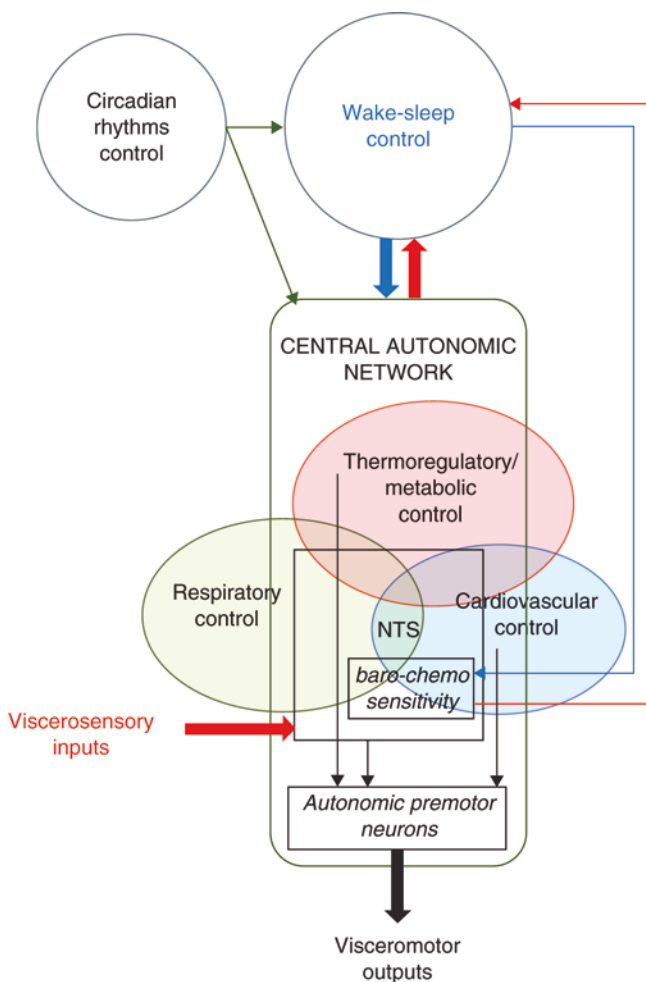 Circadian
rhythms
control
Wake-sleep
control
CENTRAL AUTONOMIC
NETWORK
Thermoregulatory/
metabolic
control
Respiratory
control
NTS
Cardiovascular
control
baro-chemo
sensitivity
Viscerosensory
inputs
Autonomic premotor
neurons
Visceromotor
outputs